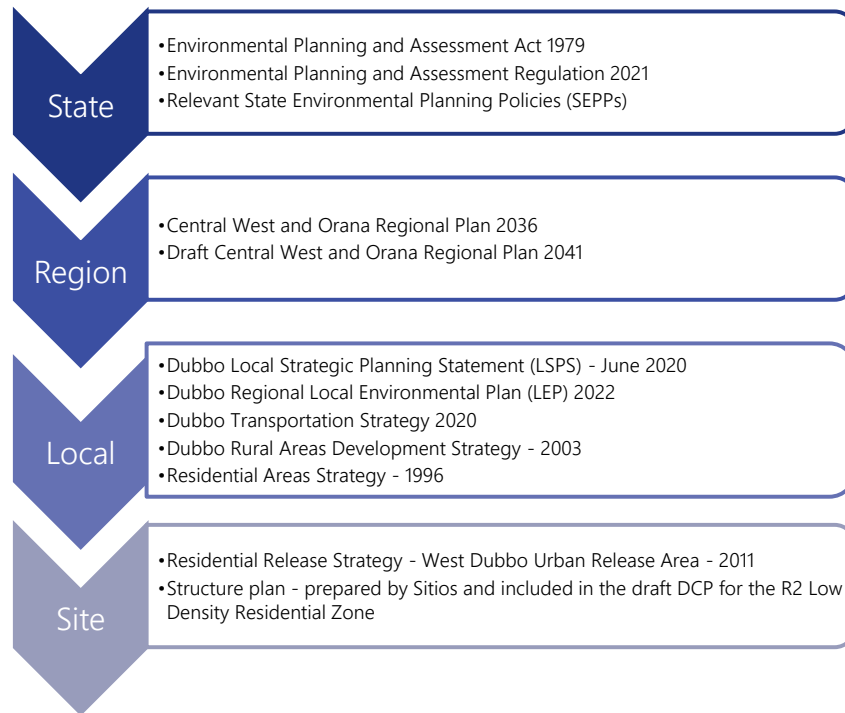 State
•Environmental Planning and Assessment Act 1979
•Environmental Planning and Assessment Regulation 2021
•Relevant State Environmental Planning Policies (SEPPs)
Region
•Central West and Orana Regional Plan 2036
•Draft Central West and Orana Regional Plan 2041
Local
•Dubbo Local Strategic Planning Statement (LSPS) - June 2020
•Dubbo Regional Local Environmental Plan (LEP) 2022
•Dubbo Transportation Strategy 2020
•Dubbo Rural Areas Development Strategy - 2003
•Residential Areas Strategy - 1996
Site
•Residential Release Strategy - West Dubbo Urban Release Area - 2011
•Structure plan - prepared by Sitios and included in the draft DCP for the R2 Low
Density Residential Zone